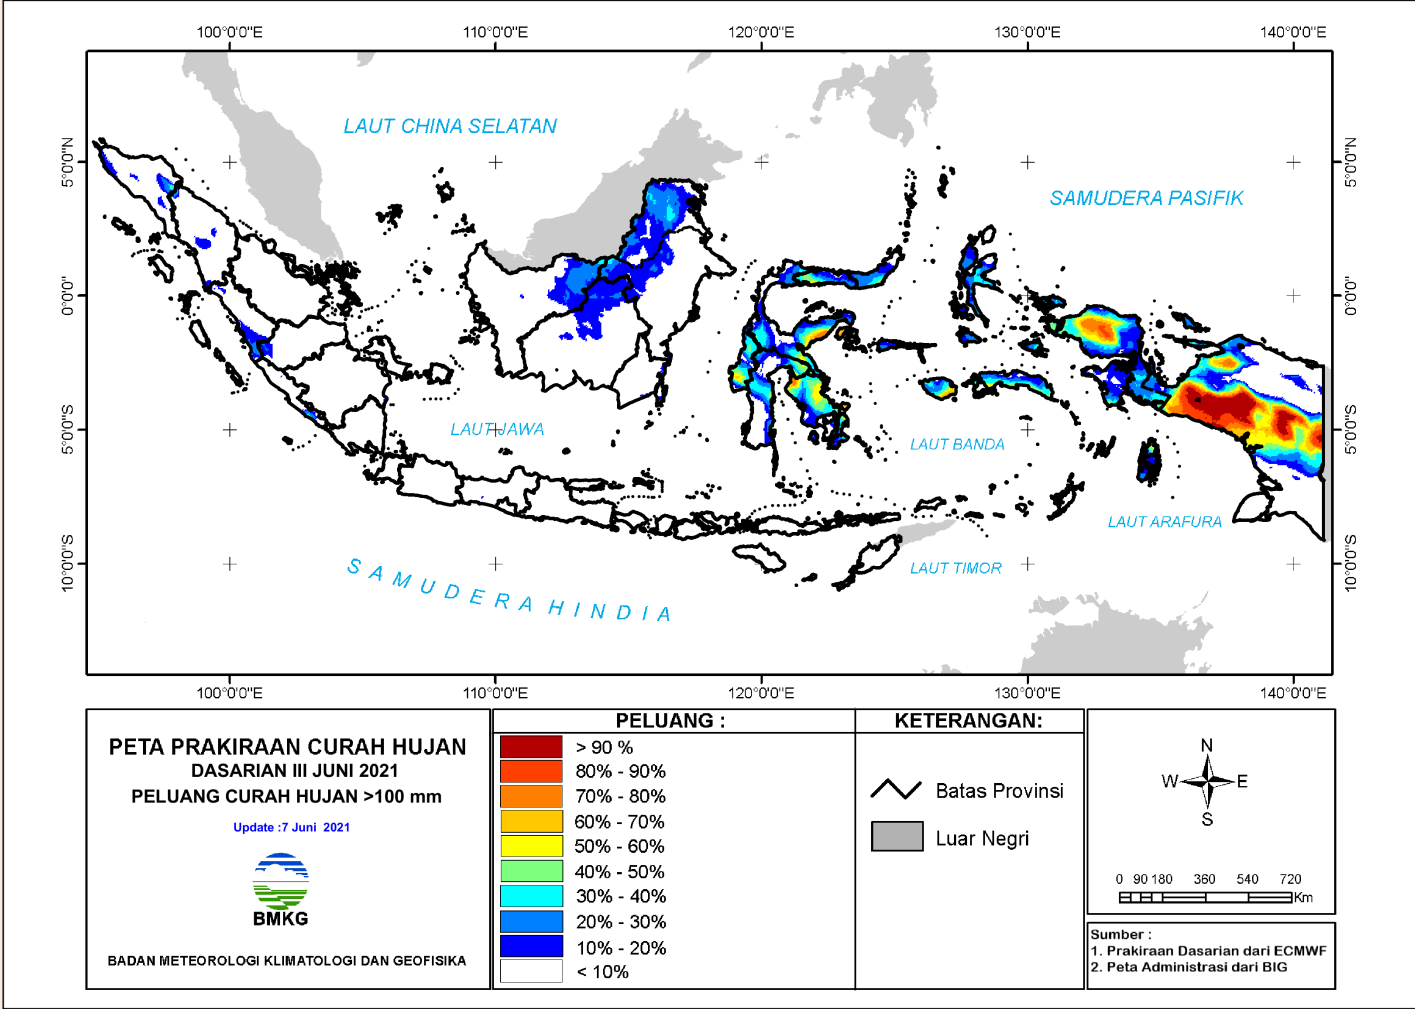 100°0'0"E 110°0'0"E 120°0'0"E 130°0'0"E 140°0'0"E
5°0'0"N 5°0'0"N
0°0'0" 0°0'0"
5°0'0"S 5°0'0"S
10°0'0"S 10°0'0"S
LAUT CHINA SELATAN
SAMUDERA PASIFIK
LAUT JAWA
LAUT BANDA
LAUT ARAFURA
LAUT TIMOR
SAMUDERA HINDIA
100°0'0"E 110°0'0"E 120°0'0"E 130°0'0"E 140°0'0"E
PETA PRAKIRAAN CURAH HUJAN
DASARIAN III JUNI 2021
PELUANG CURAH HUJAN >100 mm
Update :7 Juni 2021
BMKG
BADAN METEOROLOGI KLIMATOLOGI DAN GEOFISIKA
PELUANG :
> 90 %
80% - 90%
70% - 80%
60% - 70%
50% - 60%
40% - 50%
30% - 40%
20% - 30%
10% - 20%
< 10%
KETERANGAN:
Batas Provinsi
Luar Negri
N
W E
S
0 90 180 360 540 720
Km
Sumber :
1. Prakiraan Dasarian dari ECMWF
2. Peta Administrasi dari BIG